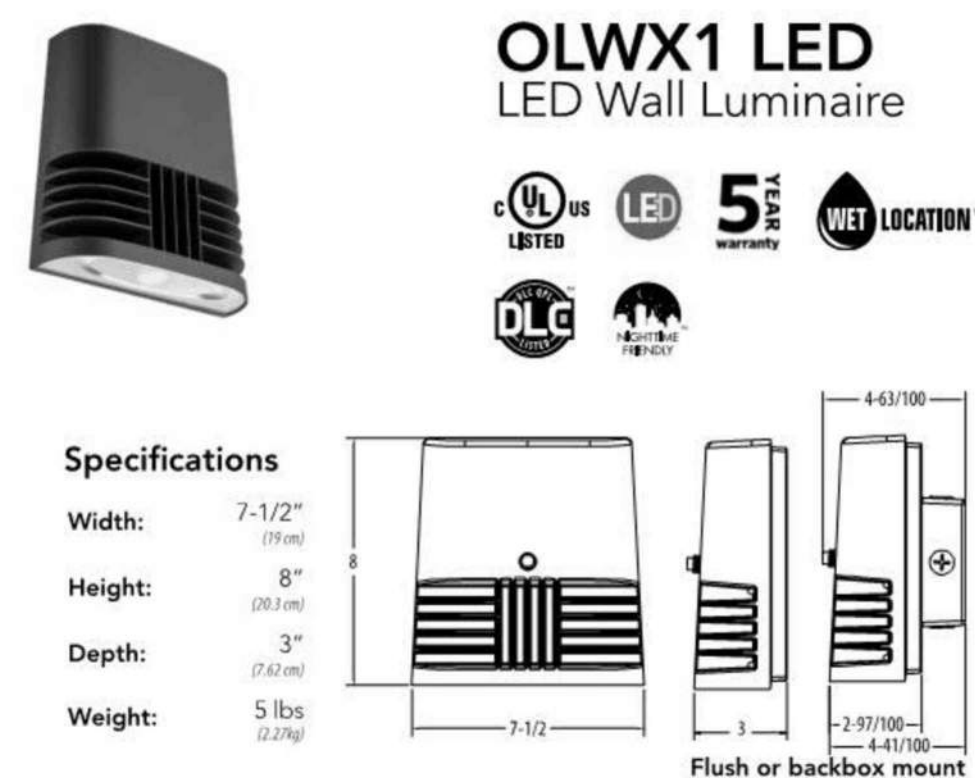 OLWX1 LED
LED Wall Luminaire
C UL US
LISTED
LED
5 YEAR
warranty
WET LOCATION
DLC QPL
DLC
LISTED
NIGHTTIME
FRIENDLY
Specifications
Width: 7-1/2"
(19 cm)
Height: 8"
(20.3 cm)
Depth: 3"
(7.62 cm)
Weight: 5 lbs
(2.27kg)
8
7-1/2
3
4-63/100
2-97/100
4-41/100
Flush or backbox mount